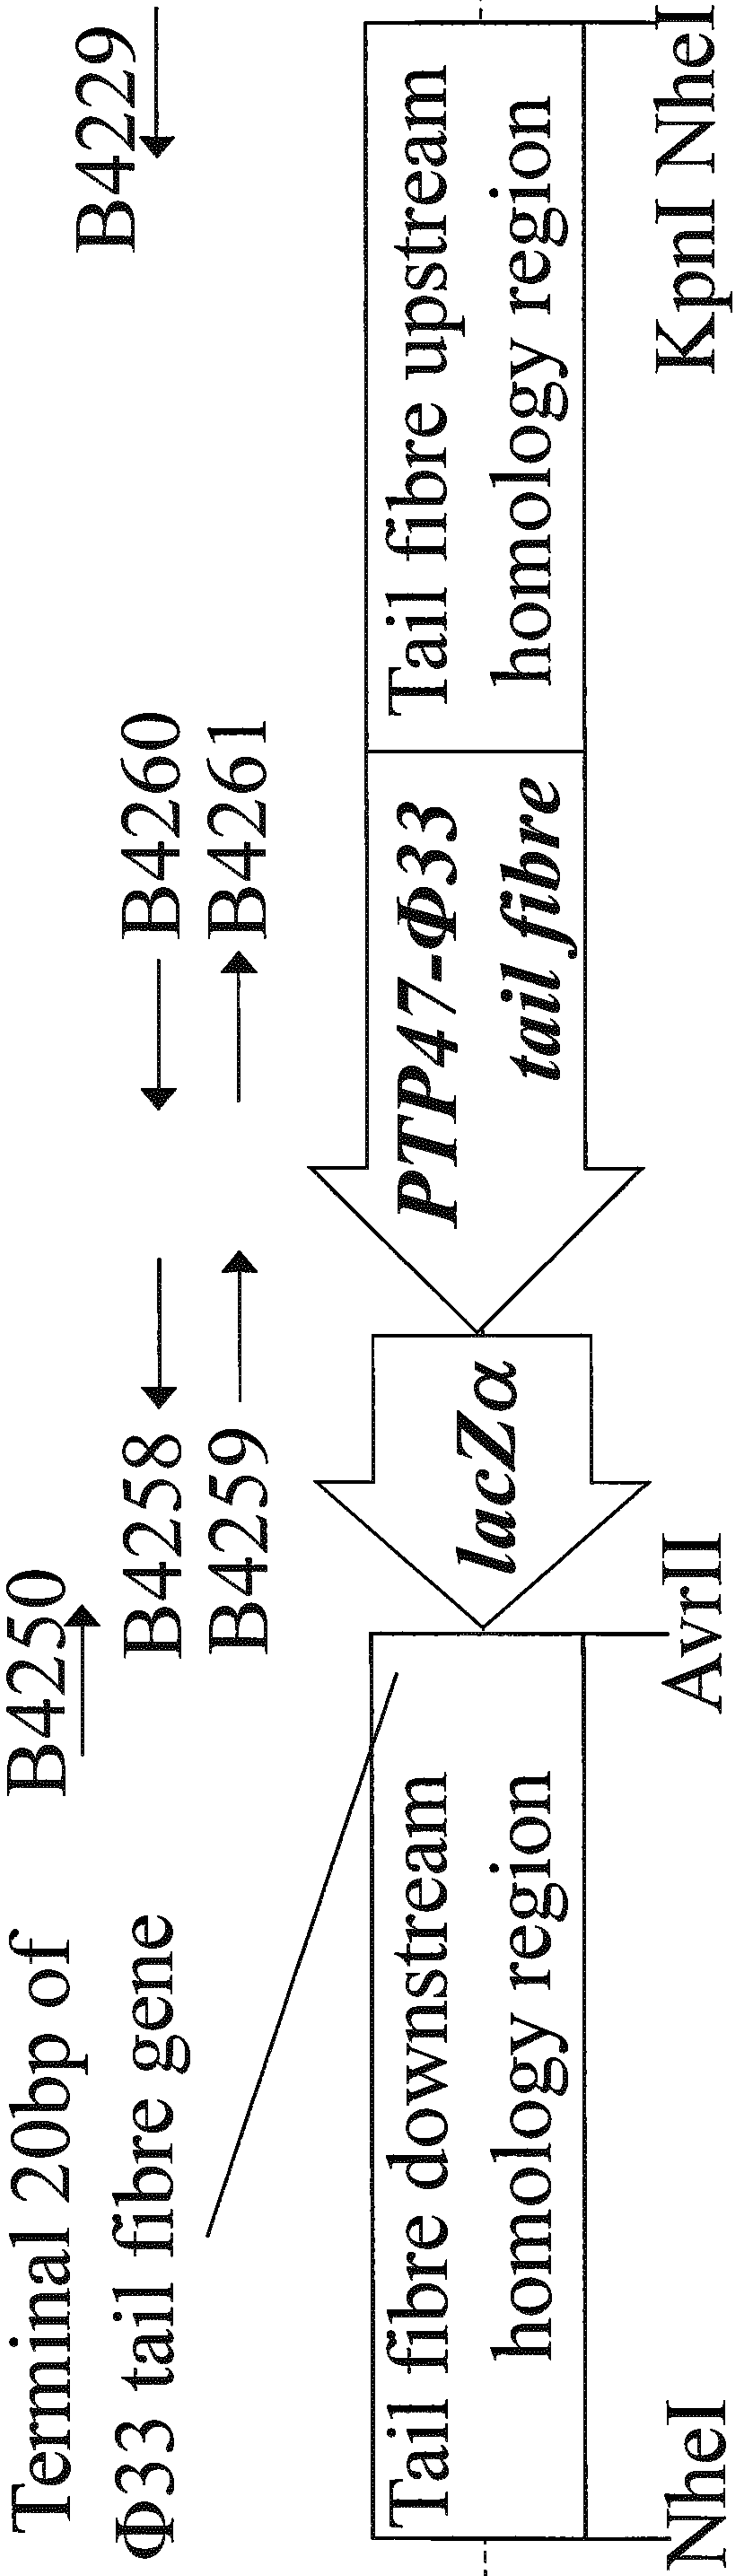 Terminal 20bp of
Φ33 tail fibre gene
B4250
B4229
B4258
B4259
B4260
B4261
Tail fibre downstream
homology region
lacZα
PTP47-Φ33
tail fibre
Tail fibre upstream
homology region
NheI
AvrII
KpnI NheI